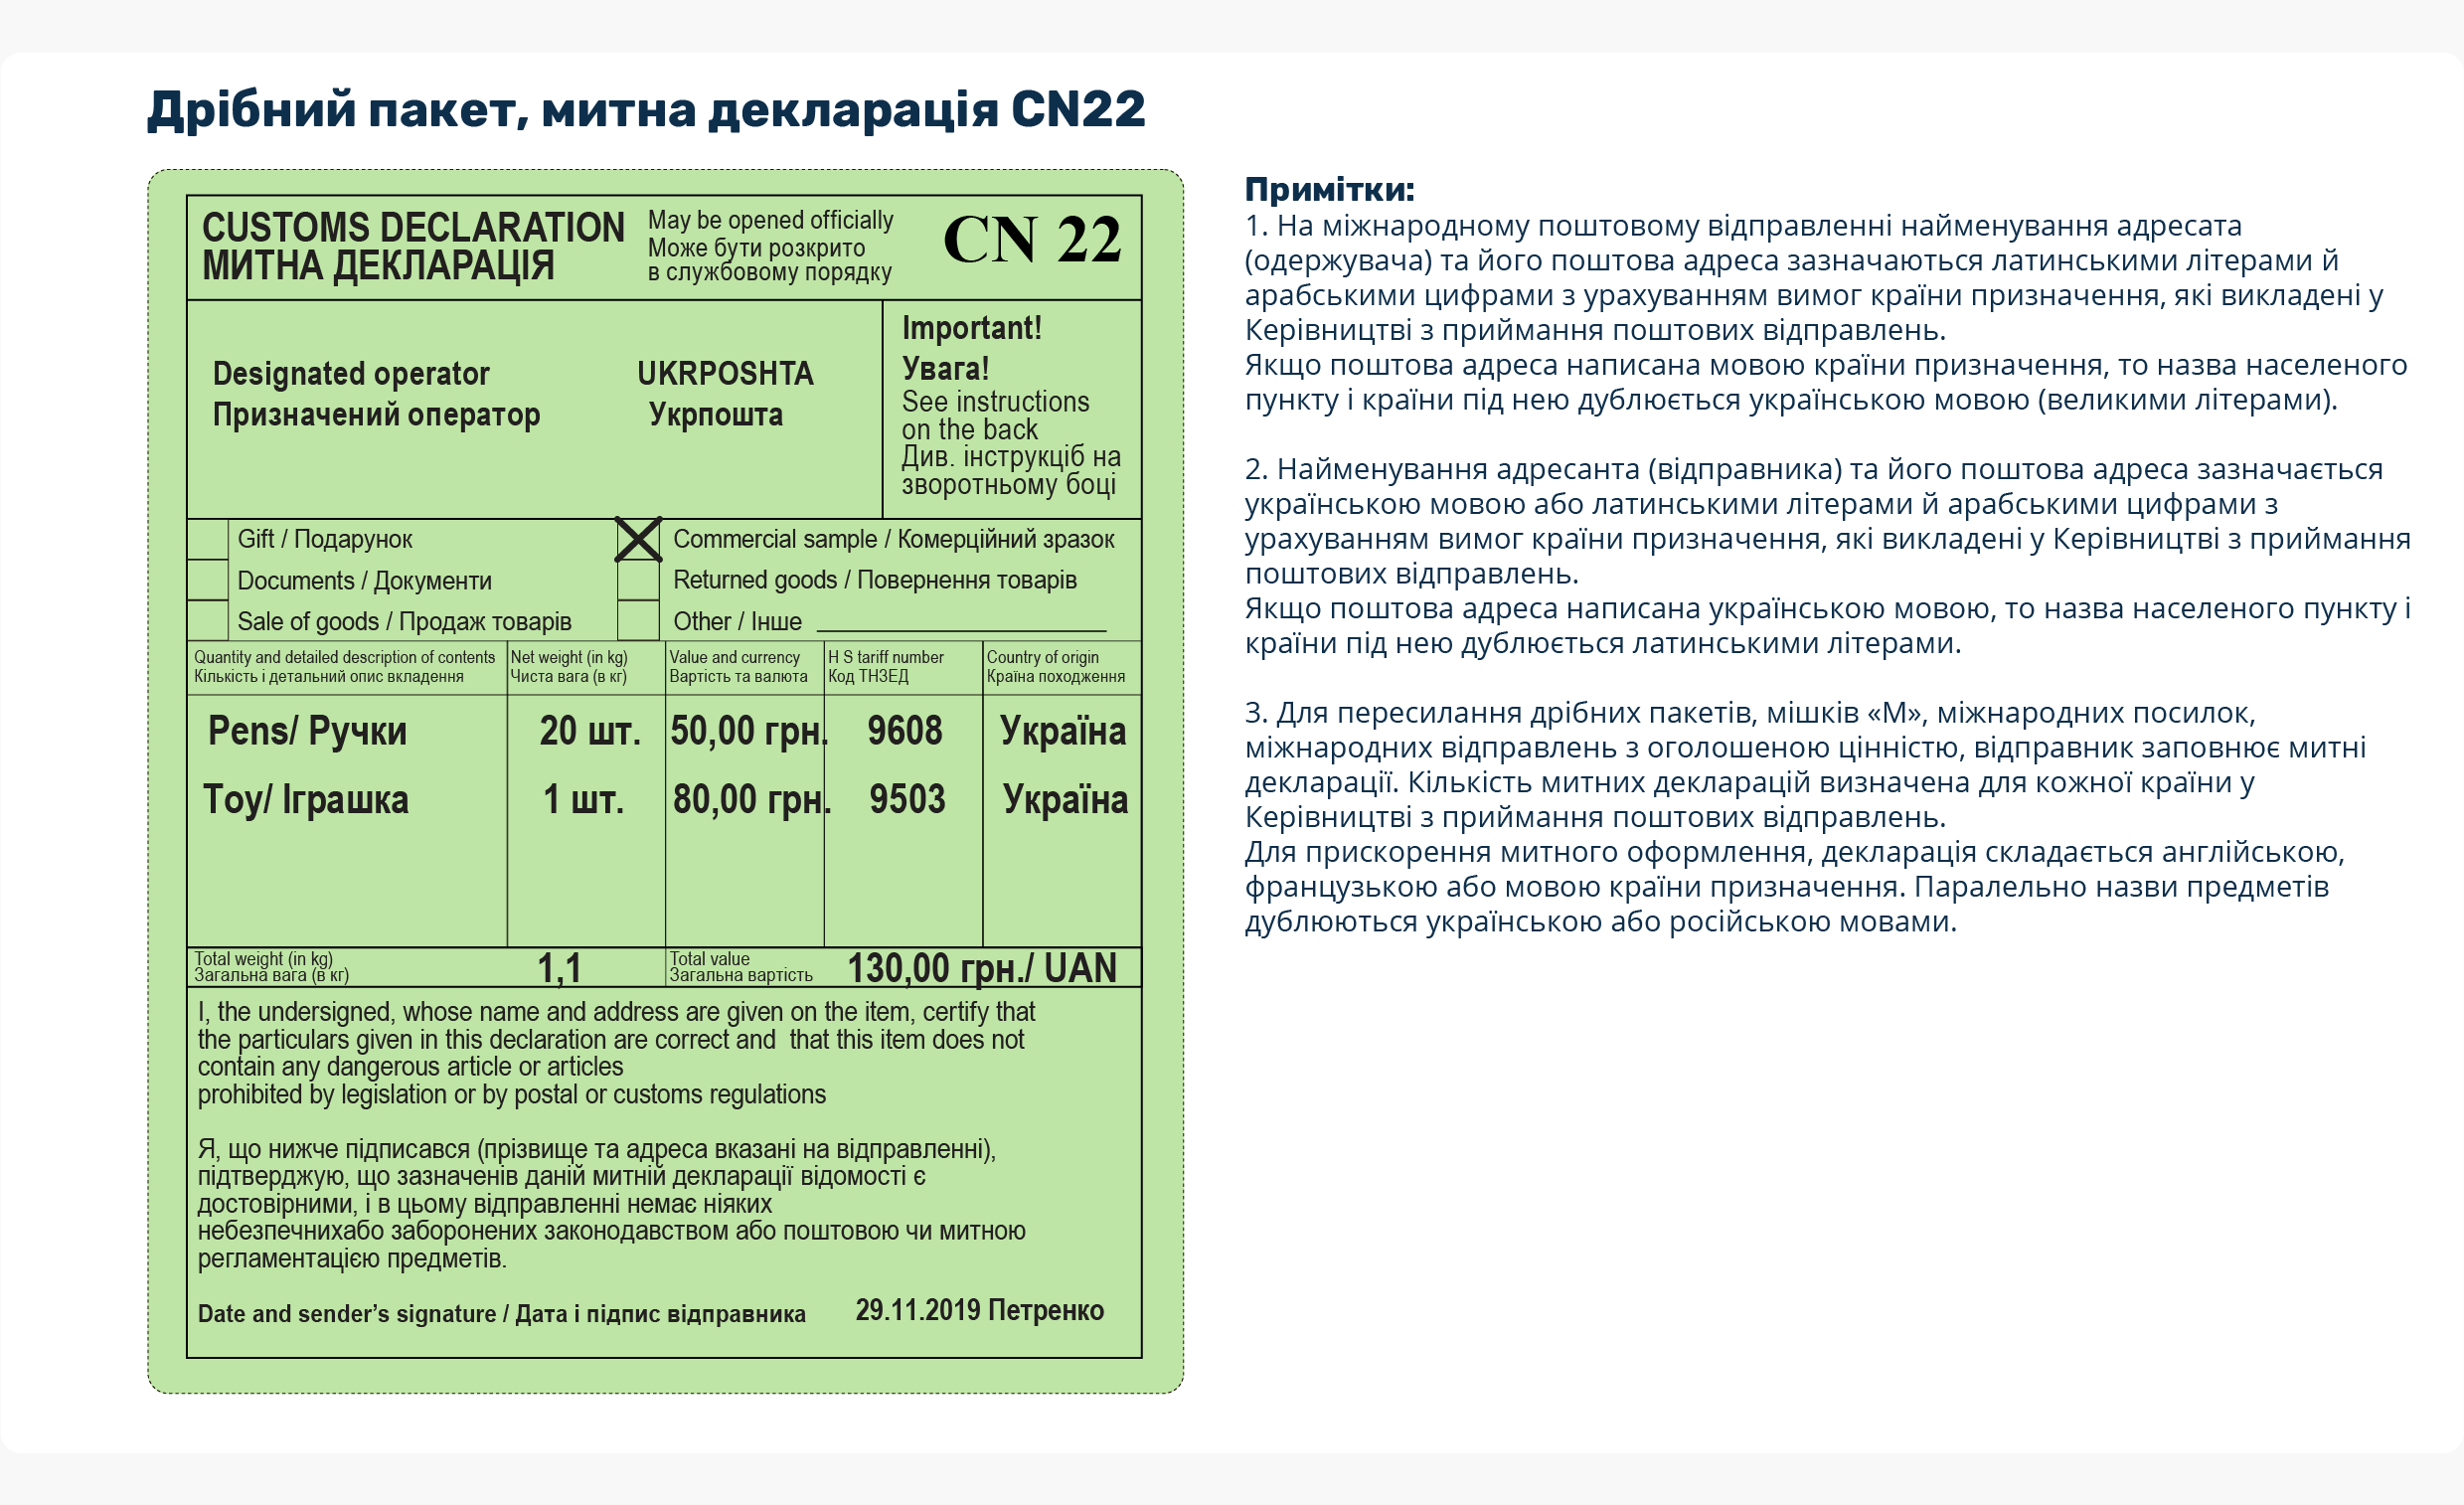 Дрібний пакет, митна декларація CN22
CUSTOMS DECLARATION
МИТНА ДЕКЛАРАЦІЯ
May be opened officially
Може бути розкрито
в службовому порядку
CN 22
Designated operator UKRPOSHTA
Призначений оператор Укрпошта
Important!
Увага!
See instructions
on the back
Див. інструкціб на
зворотньому боці
Gift / Подарунок
Commercial sample / Комерційний зразок
Documents / Документи
Returned goods / Повернення товарів
Sale of goods / Продаж товарів
Other / Інше
Quantity and detailed description of contents
Кількість і детальний опис вкладення
Net weight (in kg)
Чиста вага (в кг)
Value and currency
Вартість та валюта
H S tariff number
Код ТНЗЕД
Country of origin
Країна походження
Pens/ Ручки 20 шт. 50,00 грн. 9608 Україна
Toy/ Іграшка 1 шт. 80,00 грн. 9503 Україна
Total weight (in kg)
Загальна вага (в кг)
1,1
Total value
Загальна вартість
130,00 грн./ UAN
I, the undersigned, whose name and address are given on the item, certify that
the particulars given in this declaration are correct and that this item does not
contain any dangerous article or articles
prohibited by legislation or by postal or customs regulations
Я, що нижче підписався (прізвище та адреса вказані на відправленні),
підтверджую, що зазначенів даній митній декларації відомості є
достовірними, і в цьому відправленні немає ніяких
небезпечнихабо заборонених законодавством або поштовою чи митною
регламентацією предметів.
Date and sender's signature / Дата і підпис відправника 29.11.2019 Петренко
Примітки:
1. На міжнародному поштовому відправленні найменування адресата
(одержувача) та його поштова адреса зазначаються латинськими літерами й
арабськими цифрами з урахуванням вимог країни призначення, які викладені у
Керівництві з приймання поштових відправлень.
Якщо поштова адреса написана мовою країни призначення, то назва населеного
пункту і країни під нею дублюється українською мовою (великими літерами).
2. Найменування адресанта (відправника) та його поштова адреса зазначається
українською мовою або латинськими літерами й арабськими цифрами з
урахуванням вимог країни призначення, які викладені у Керівництві з приймання
поштових відправлень.
Якщо поштова адреса написана українською мовою, то назва населеного пункту і
країни під нею дублюється латинськими літерами.
3. Для пересилання дрібних пакетів, мішків «М», міжнародних посилок,
міжнародних відправлень з оголошеною цінністю, відправник заповнює митні
декларації. Кількість митних декларацій визначена для кожної країни у
Керівництві з приймання поштових відправлень.
Для прискорення митного оформлення, декларація складається англійською,
французькою або мовою країни призначення. Паралельно назви предметів
дублюються українською або російською мовами.